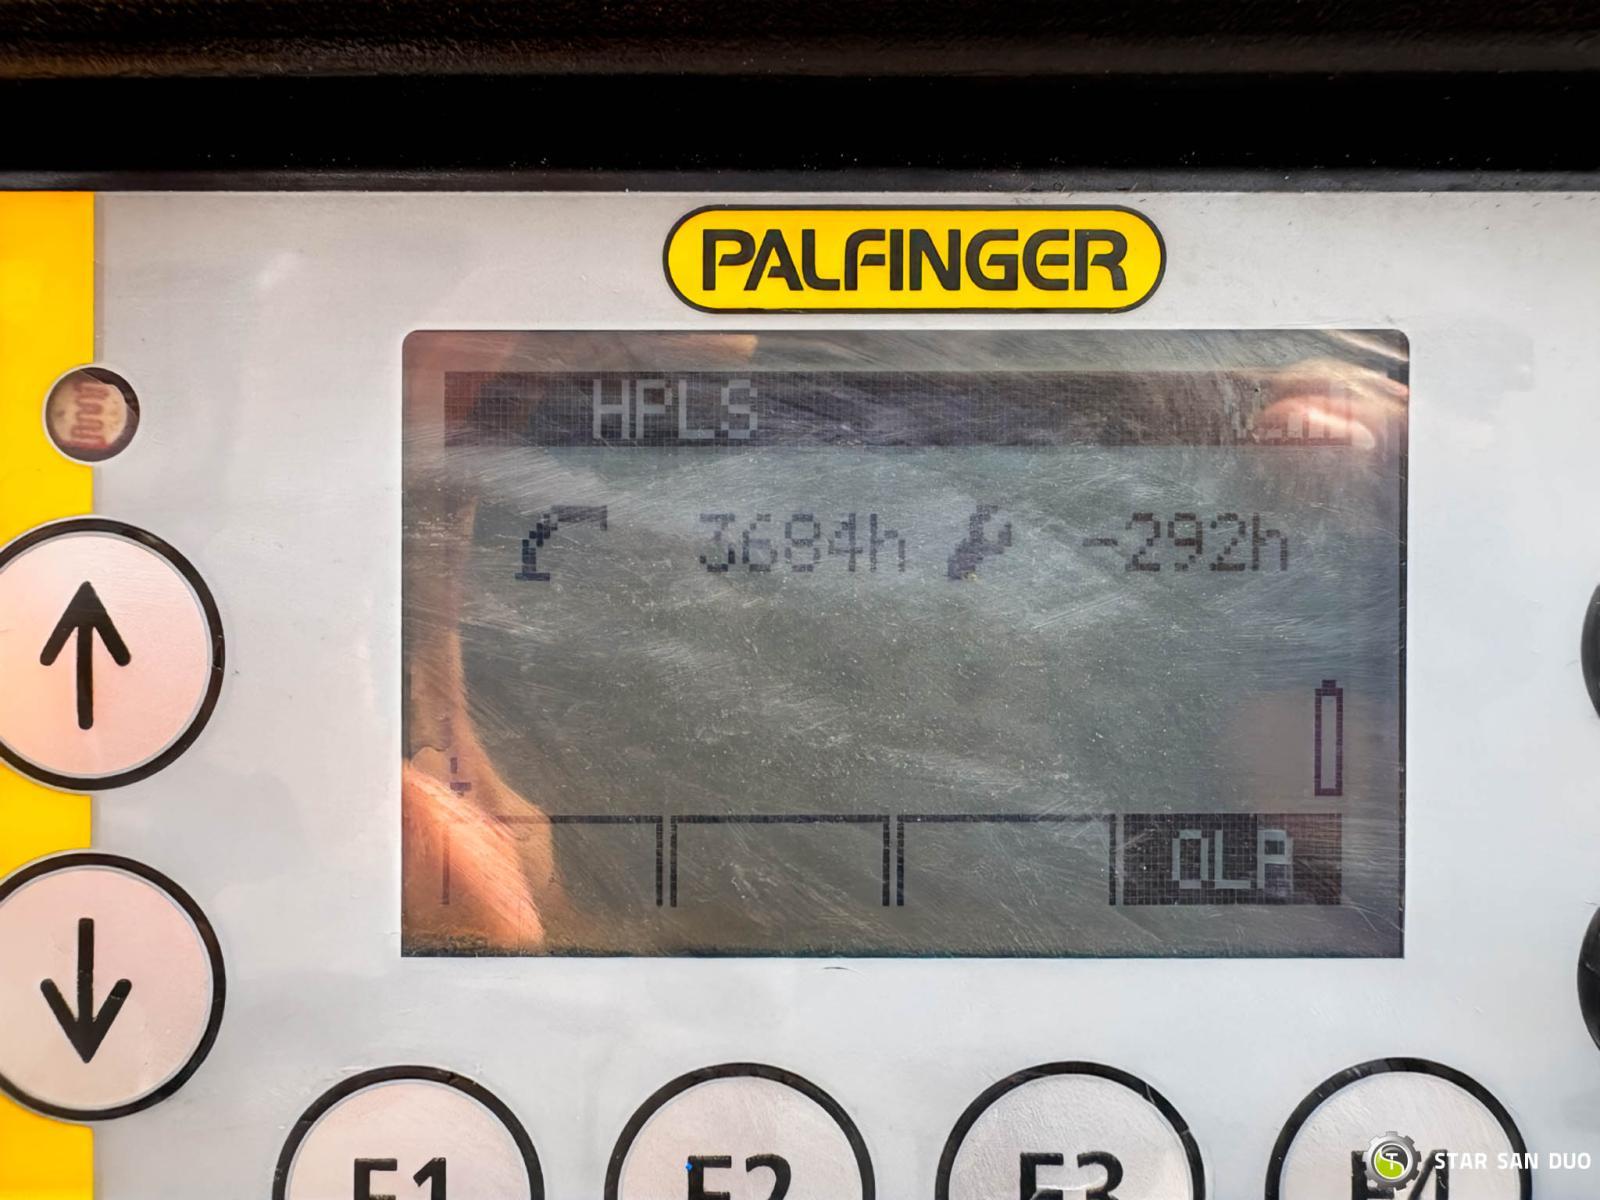 PALFINGER
HPLS
3684h -292h
OLP
F1 F2 F3
STAR SAN DUO